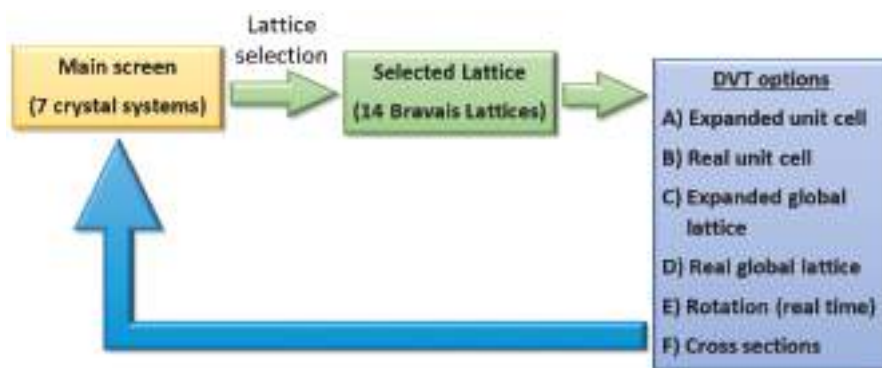 Lattice
selection
Main screen
(7 crystal systems)
Selected Lattice
(14 Bravais Lattices)
DVT options
A) Expanded unit cell
B) Real unit cell
C) Expanded global
lattice
D) Real global lattice
E) Rotation (real time)
F) Cross sections